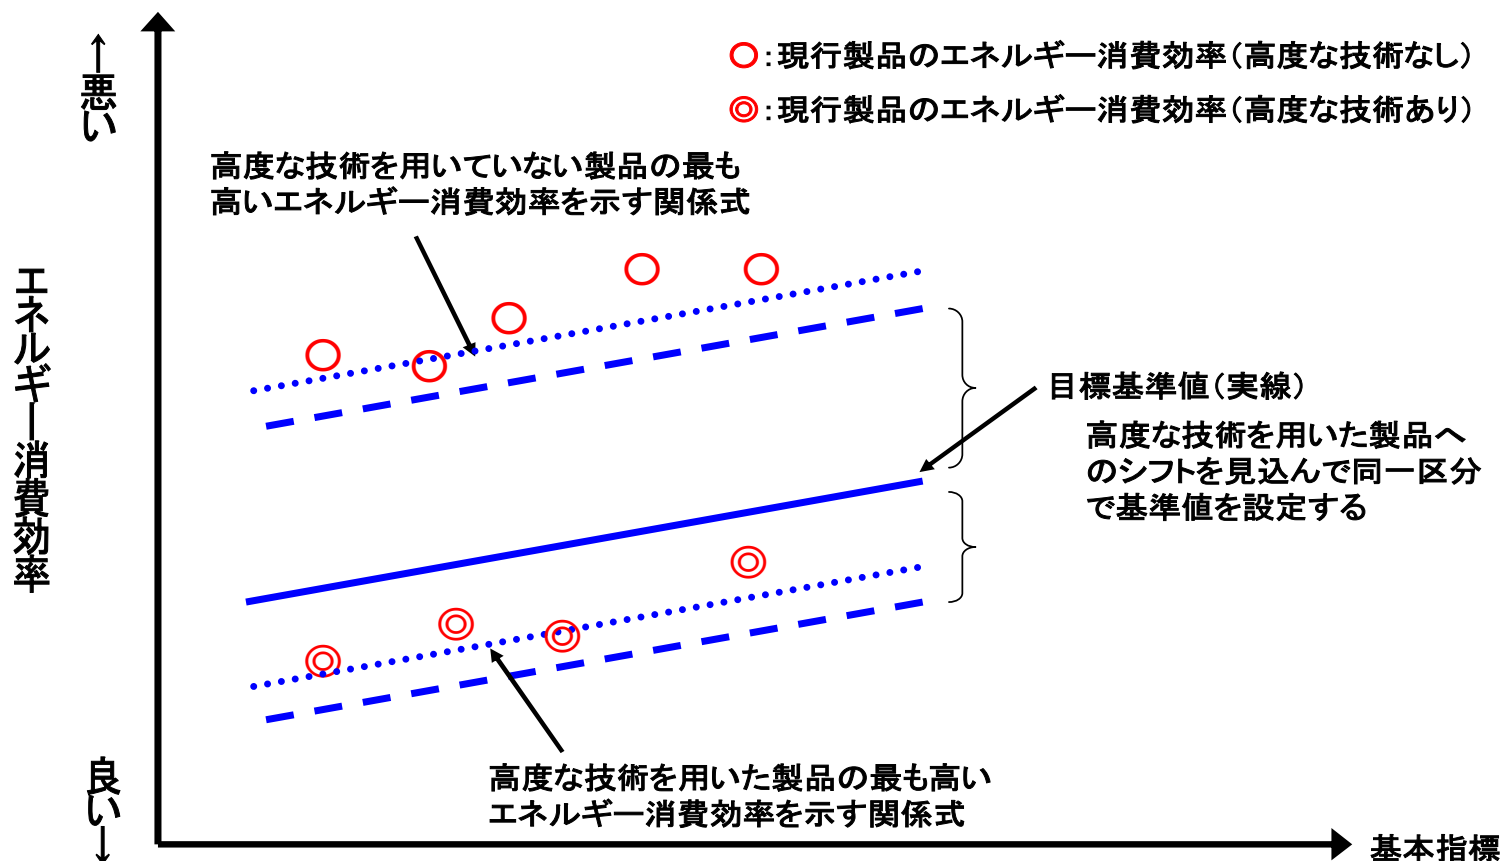 ↑悪い
○:現行製品のエネルギー消費効率(高度な技術なし)
◎:現行製品のエネルギー消費効率(高度な技術あり)
高度な技術を用いていない製品の最も
高いエネルギー消費効率を示す関係式
エネルギー消費効率
目標基準値(実線)
高度な技術を用いた製品へ
のシフトを見込んで同一区分
で基準値を設定する
高度な技術を用いた製品の最も高い
エネルギー消費効率を示す関係式
良い↓
基本指標